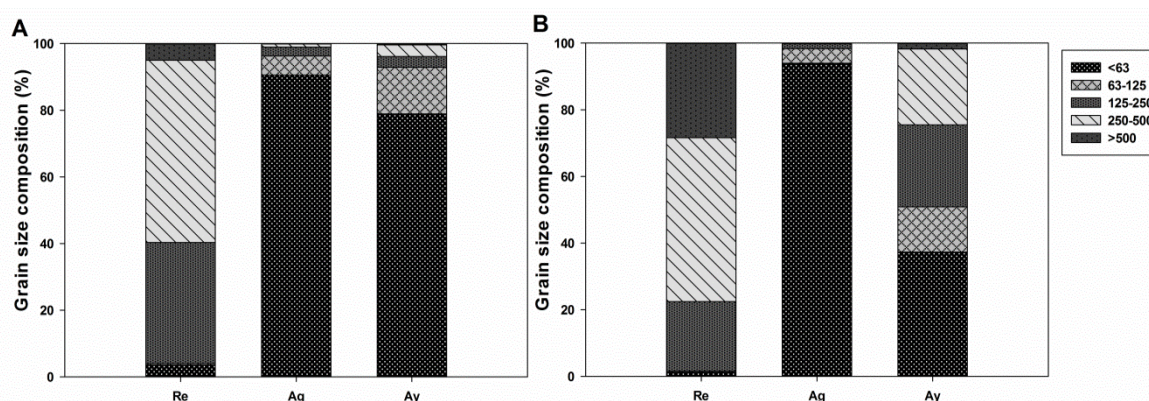 A
Grain size composition (%)
100
80
60
40
20
0
Re
Ag
Av
B
Grain size composition (%)
100
80
60
40
20
0
Re
Ag
Av
<63
63-125
125-250
250-500
>500